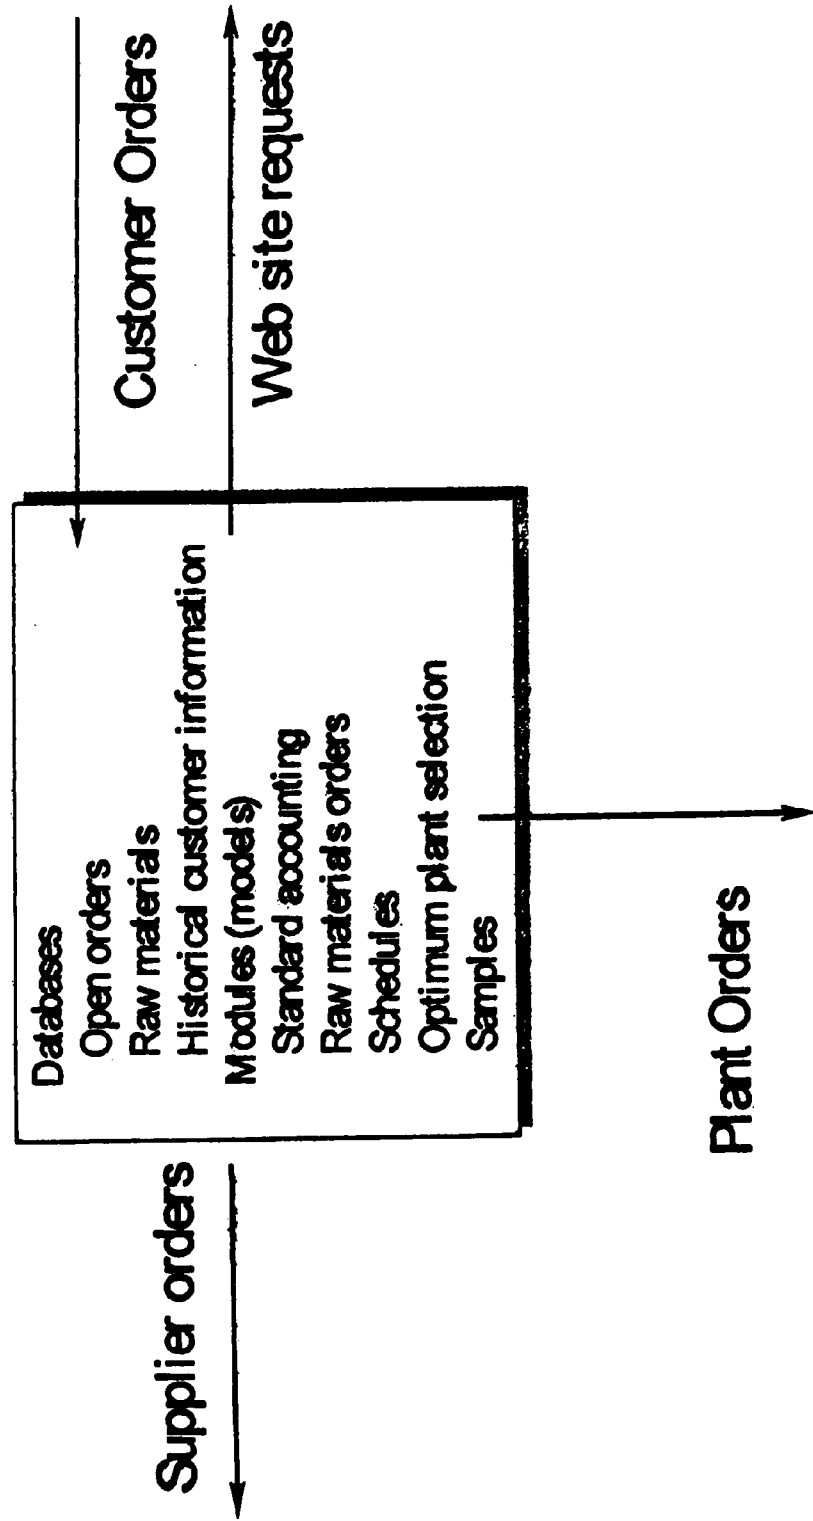 Supplier orders
Databases
Open orders
Raw materials
Historical customer information
Modules (models)
Standard accounting
Raw materials orders
Schedules
Optimum plant selection
Samples
Customer Orders
Web site requests
Plant Orders